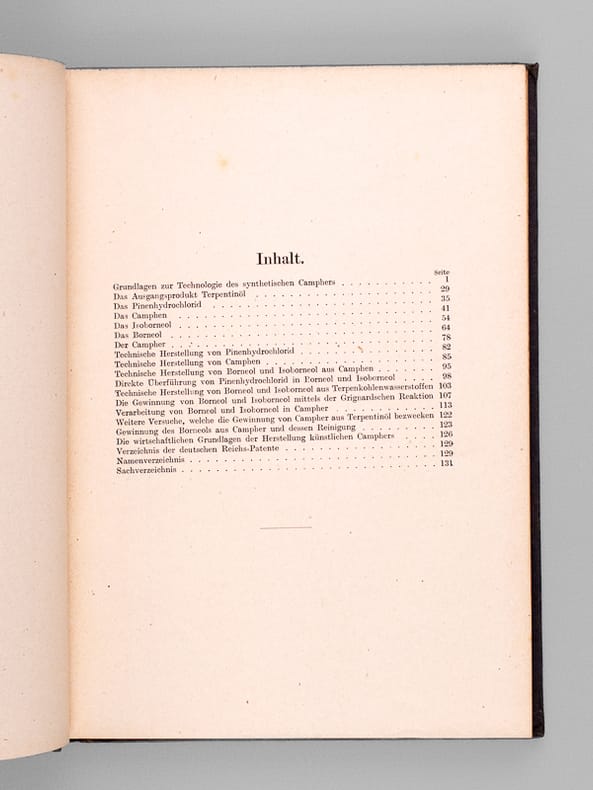 Inhalt.
Seite
Grundlagen zur Technologie des synthetischen Camphers . . . . . . . . . . 1
Das Ausgangsprodukt Terpentinöl . . . . . . . . . . 29
Das Pinenhydrochlorid . . . . . . . . . . 35
Das Camphen . . . . . . . . . . 41
Das Isoborneol . . . . . . . . . . 54
Das Borneol . . . . . . . . . . 64
Der Campher . . . . . . . . . . 78
Technische Herstellung von Pinenhydrochlorid . . . . . . . . . . 82
Technische Herstellung von Camphen . . . . . . . . . . 85
Technische Herstellung von Borneol und Isoborneol aus Camphen . . . . . . . 95
Direkte Überführung von Pinenhydrochlorid in Borneol und Isoborneol . . . . 98
Technische Herstellung von Borneol und Isoborneol aus Terpenkohlenwasserstoffen 103
Die Gewinnung von Borneol und Isoborneol mittels der Grignardschen Reaktion 107
Verarbeitung von Borneol und Isoborneol in Campher . . . . . . . . . . 113
Weitere Versuche, welche die Gewinnung von Campher aus Terpentinöl bezwecken 122
Gewinnung des Borneols aus Campher und dessen Reinigung . . . . . . . . 123
Die wirtschaftlichen Grundlagen der Herstellung künstlichen Camphers . . . . 126
Verzeichnis der deutschen Reichs-Patente . . . . . . . . . . 129
Namenverzeichnis . . . . . . . . . . 129
Sachverzeichnis . . . . . . . . . . 131